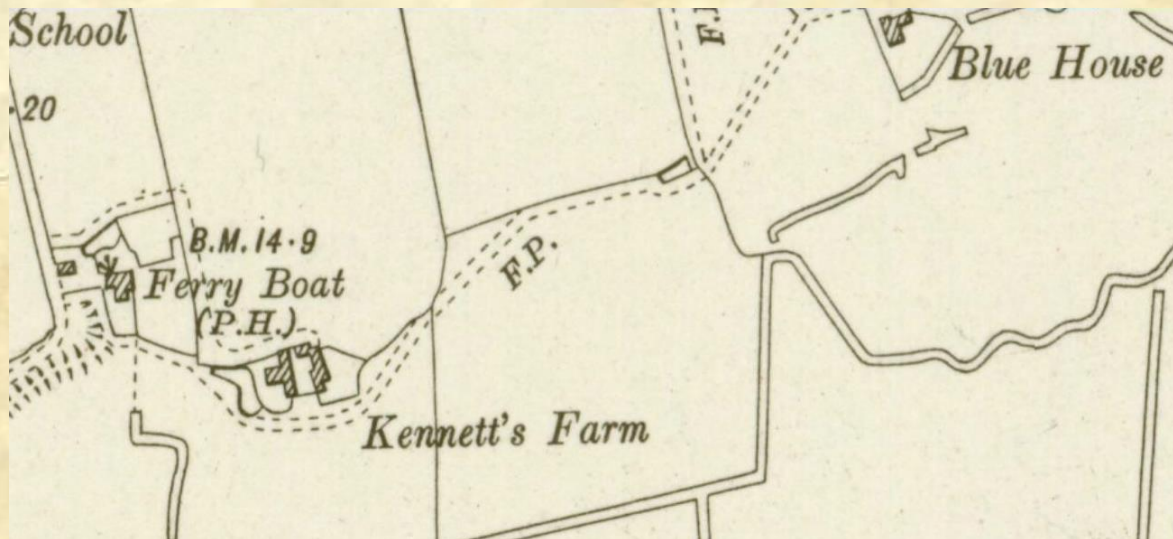 School
F.
Blue House
20
B.M. 14·9
Ferry Boat
(P.H.)
F.P.
Kennett's Farm